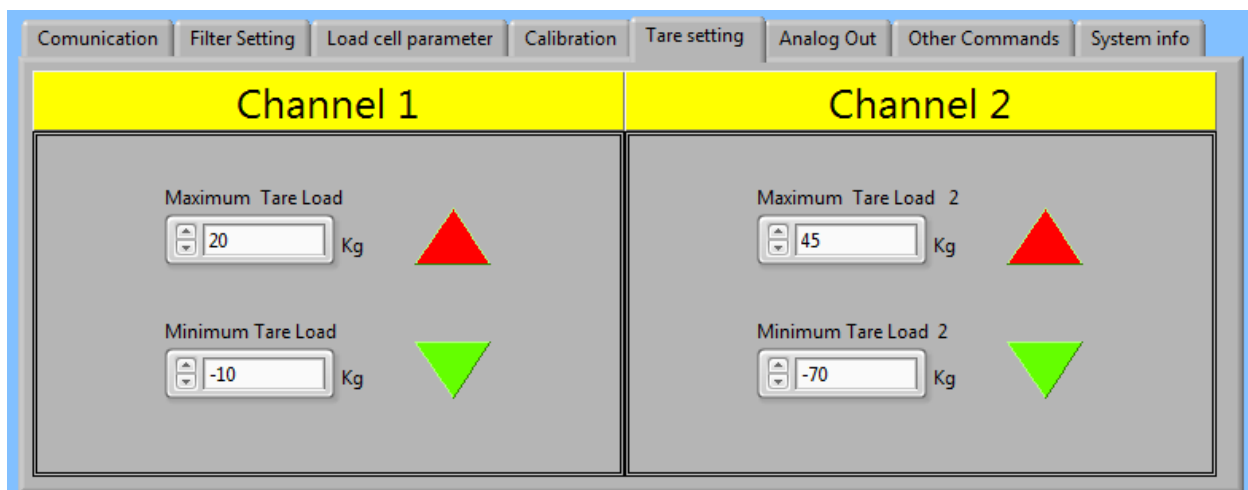 Comunication Filter Setting Load cell parameter Calibration Tare setting Analog Out Other Commands System info
Channel 1
Maximum Tare Load
20 Kg
Minimum Tare Load
-10 Kg
Channel 2
Maximum Tare Load 2
45 Kg
Minimum Tare Load 2
-70 Kg